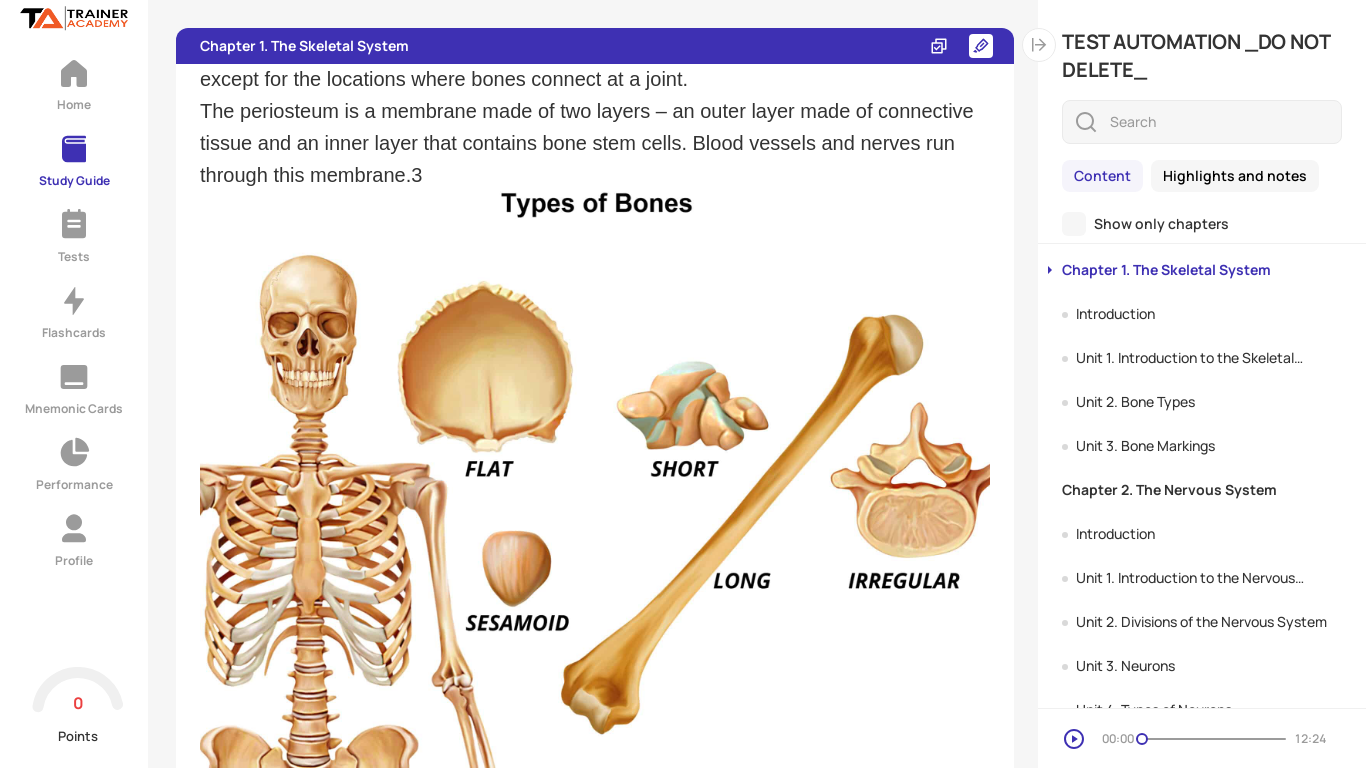 TRAINER
ACADEMY
Home
Study Guide
Tests
Flashcards
Mnemonic Cards
Performance
Profile
0
Points
Chapter 1. The Skeletal System
except for the locations where bones connect at a joint.
The periosteum is a membrane made of two layers – an outer layer made of connective
tissue and an inner layer that contains bone stem cells. Blood vessels and nerves run
through this membrane.3
Types of Bones
FLAT
SHORT
LONG
IRREGULAR
SESAMOID
TEST AUTOMATION _DO NOT
DELETE_
Search
Content
Highlights and notes
Show only chapters
Chapter 1. The Skeletal System
Introduction
Unit 1. Introduction to the Skeletal...
Unit 2. Bone Types
Unit 3. Bone Markings
Chapter 2. The Nervous System
Introduction
Unit 1. Introduction to the Nervous...
Unit 2. Divisions of the Nervous System
Unit 3. Neurons
Unit 4. Types of Neurons
00:00
12:24